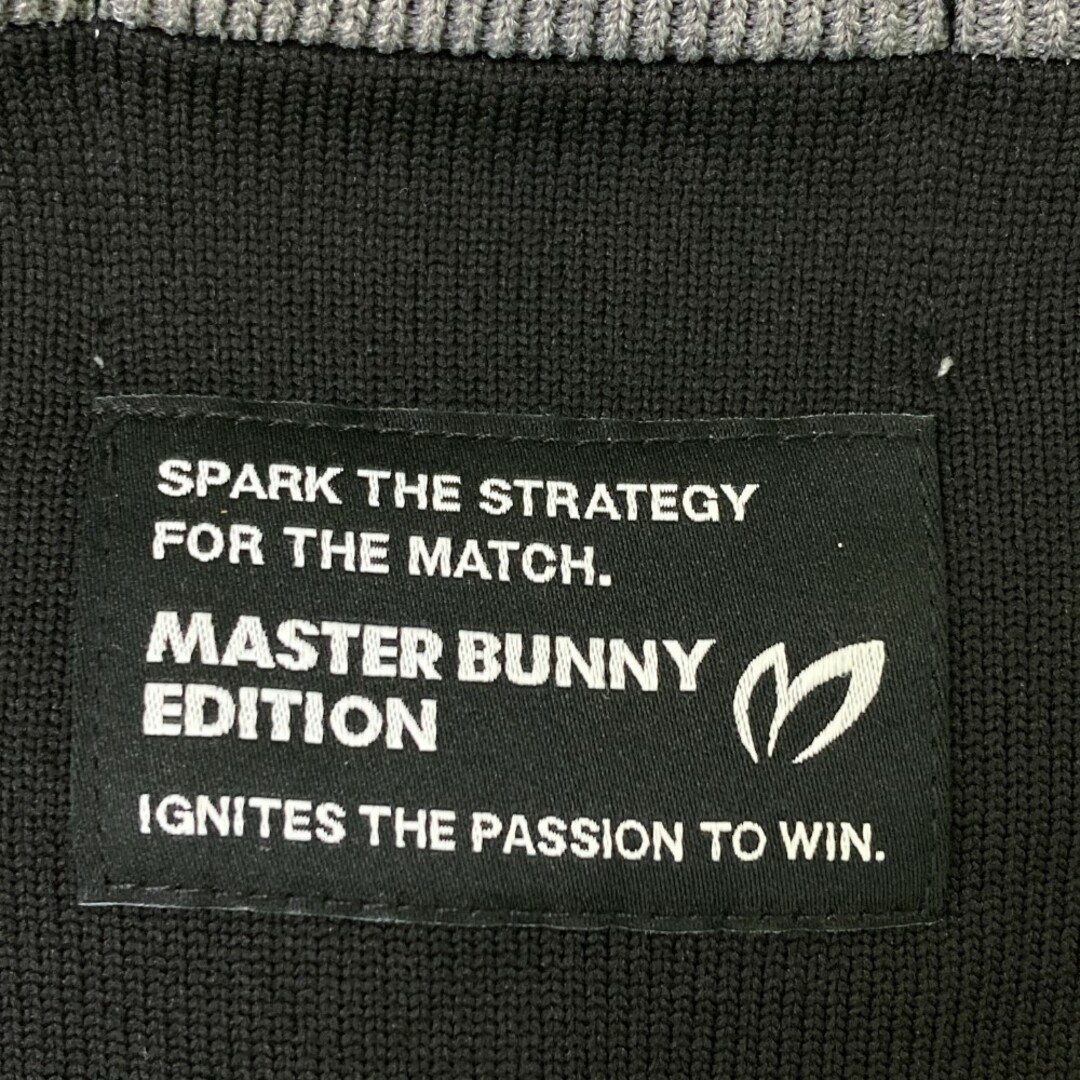 SPARK THE STRATEGY
FOR THE MATCH.
MASTER BUNNY
EDITION
IGNITES THE PASSION TO WIN.